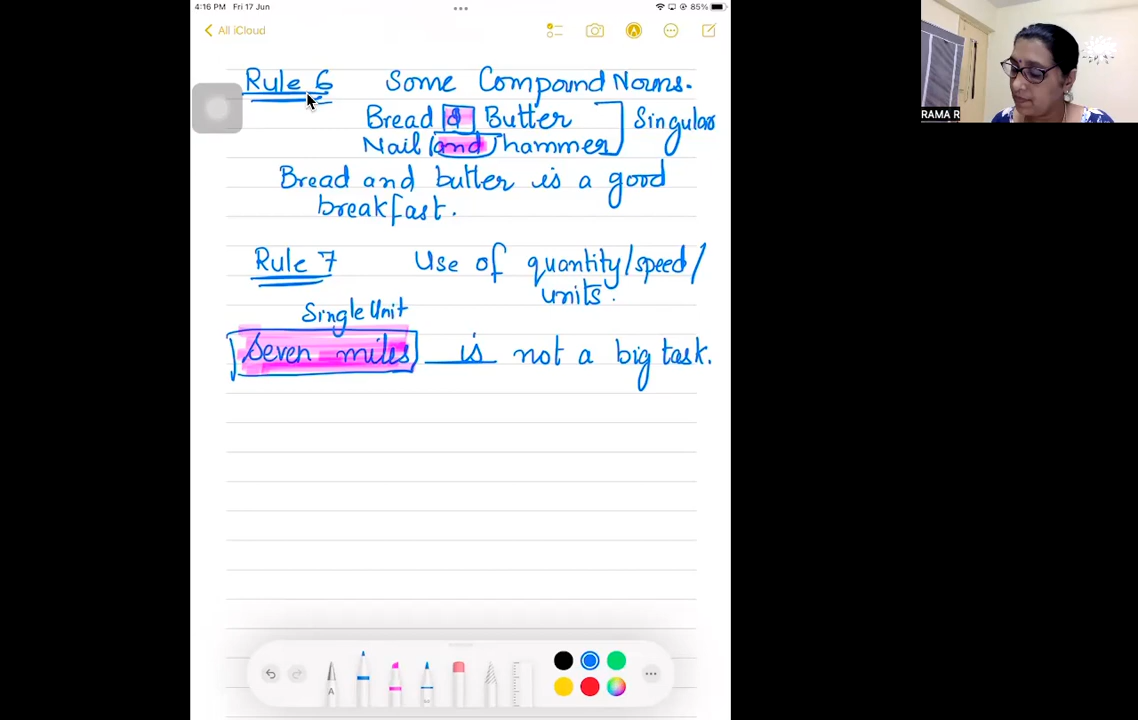 4:16 PM Fri 17 Jun
85%
All iCloud
Rule 6 Some Compound Nouns.
Bread & Butter
Nail (and) hammer
Singular
Bread and butter is a good
breakfast.
Rule 7 Use of quantity/speed/
units.
Single Unit
Seven miles is not a big task.
A
RAMA R